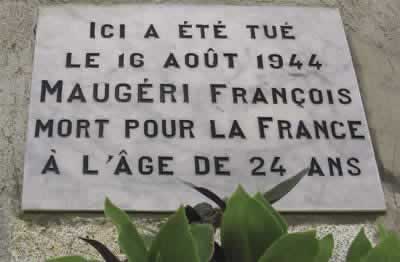 ICI A ÉTÉ TUÉ
LE 16 AOÛT 1944
MAUGÉRI FRANÇOIS
MORT POUR LA FRANCE
À L'ÂGE DE 24 ANS